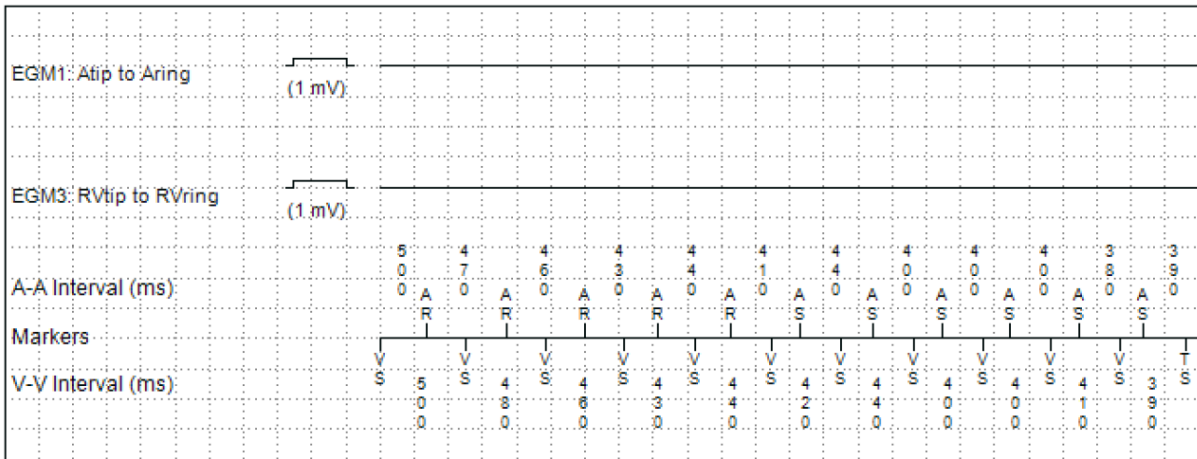 EGM1: Atip to Aring
(1 mV)
EGM3: RVtip to RVring
(1 mV)
A-A Interval (ms) 500 470 460 430 440 410 440 400 400 400 380 390
AR AR AR AR AR AS AS AS AS AS AS
Markers
VS VS VS VS VS VS VS VS VS VS VS TS
V-V Interval (ms) 500 480 460 430 440 420 440 400 400 410 390